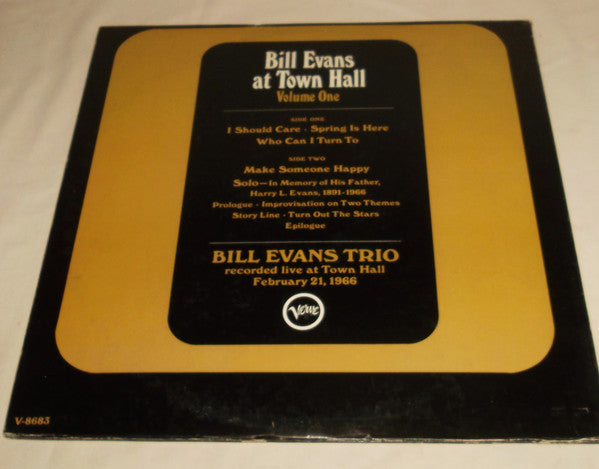 Bill Evans
at Town Hall
Volume One
SIDE ONE
I Should Care - Spring Is Here
Who Can I Turn To
SIDE TWO
Make Someone Happy
Solo—In Memory of His Father,
Harry L. Evans, 1891-1966
Prologue - Improvisation on Two Themes
Story Line - Turn Out The Stars
Epilogue
BILL EVANS TRIO
recorded live at Town Hall
February 21, 1966
Verve
V-8683